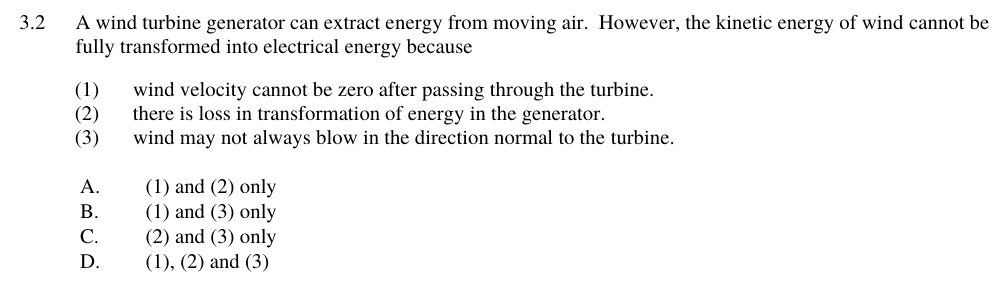 3.2 A wind turbine generator can extract energy from moving air. However, the kinetic energy of wind cannot be
fully transformed into electrical energy because
(1) wind velocity cannot be zero after passing through the turbine.
(2) there is loss in transformation of energy in the generator.
(3) wind may not always blow in the direction normal to the turbine.
A. (1) and (2) only
B. (1) and (3) only
C. (2) and (3) only
D. (1), (2) and (3)